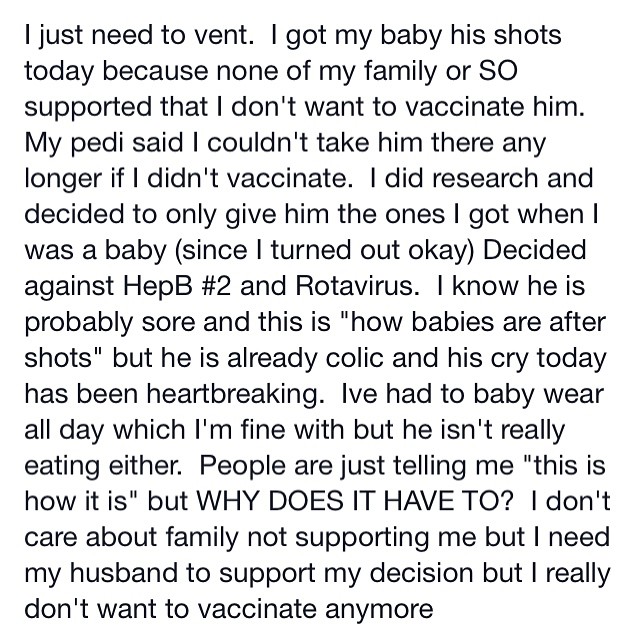 I just need to vent.  I got my baby his shots
today because none of my family or SO
supported that I don't want to vaccinate him.
My pedi said I couldn't take him there any
longer if I didn't vaccinate.  I did research and
decided to only give him the ones I got when I
was a baby (since I turned out okay) Decided
against HepB #2 and Rotavirus.  I know he is
probably sore and this is "how babies are after
shots" but he is already colic and his cry today
has been heartbreaking.  Ive had to baby wear
all day which I'm fine with but he isn't really
eating either.  People are just telling me "this is
how it is" but WHY DOES IT HAVE TO?  I don't
care about family not supporting me but I need
my husband to support my decision but I really
don't want to vaccinate anymore